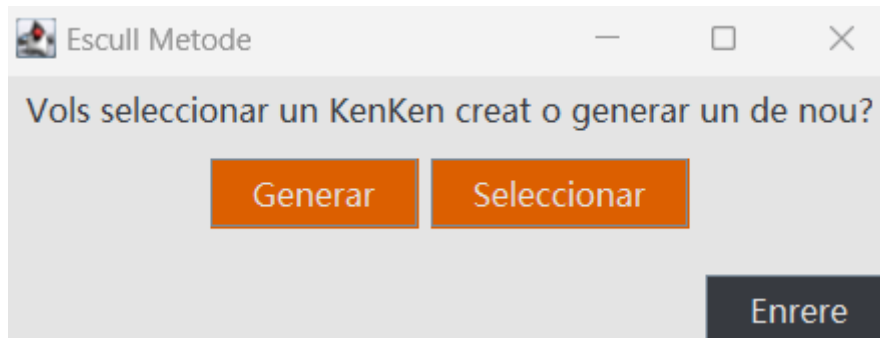 Escull Metode
Vols seleccionar un KenKen creat o generar un de nou?
Generar Seleccionar
Enrere